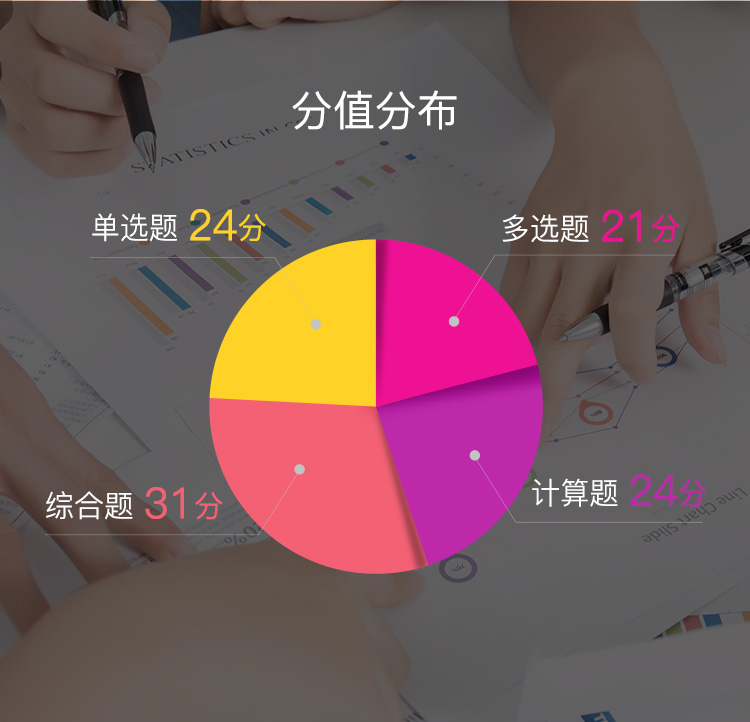 分值分布
STATISTICS IN
单选题 24分
多选题 21分
综合题 31分
计算题 24分
Line Chart Slide